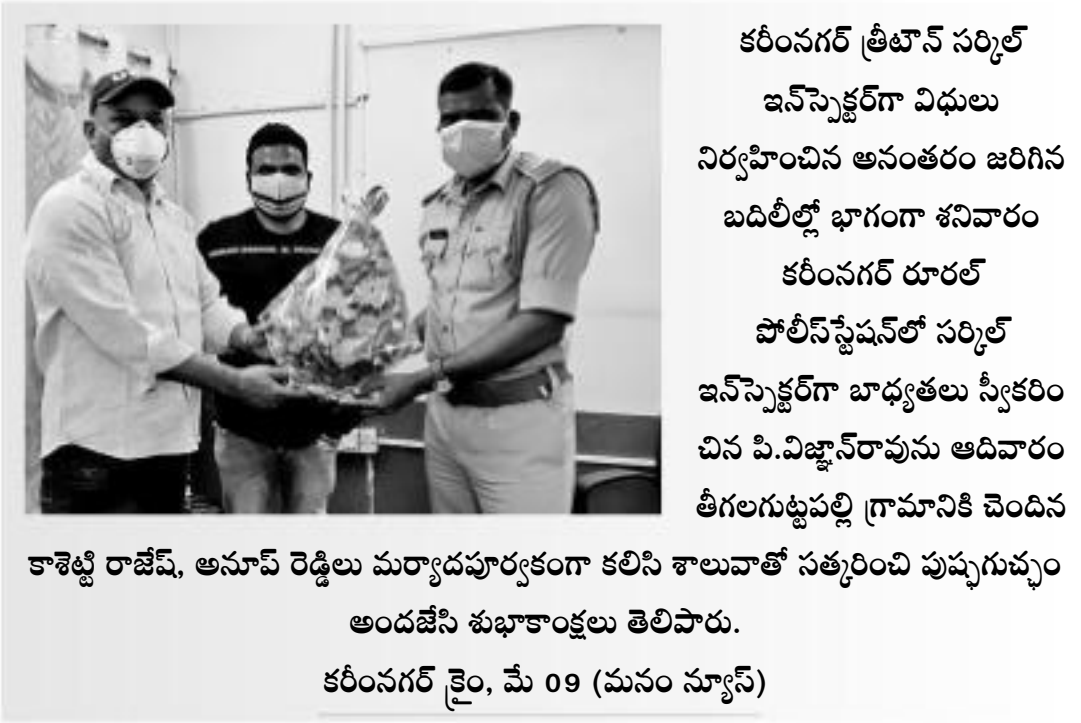 కరీంనగర్ త్రీటౌన్ సర్కిల్
ఇన్‌స్పెక్టర్‌గా విధులు
నిర్వహించిన అనంతరం జరిగిన
బదిలీల్లో భాగంగా శనివారం
కరీంనగర్ రూరల్
పోలీస్‌స్టేషన్‌లో సర్కిల్
ఇన్‌స్పెక్టర్‌గా బాధ్యతలు స్వీకరిం
చిన పి.విజ్ఞాన్‌రావును ఆదివారం
తీగలగుట్టపల్లి గ్రామానికి చెందిన
కాశెట్టి రాజేష్, అనూప్ రెడ్డిలు మర్యాదపూర్వకంగా కలిసి శాలువాతో సత్కరించి పుష్పగుచ్ఛం
అందజేసి శుభాకాంక్షలు తెలిపారు.
కరీంనగర్ క్రైం, మే 09 (మనం న్యూస్)